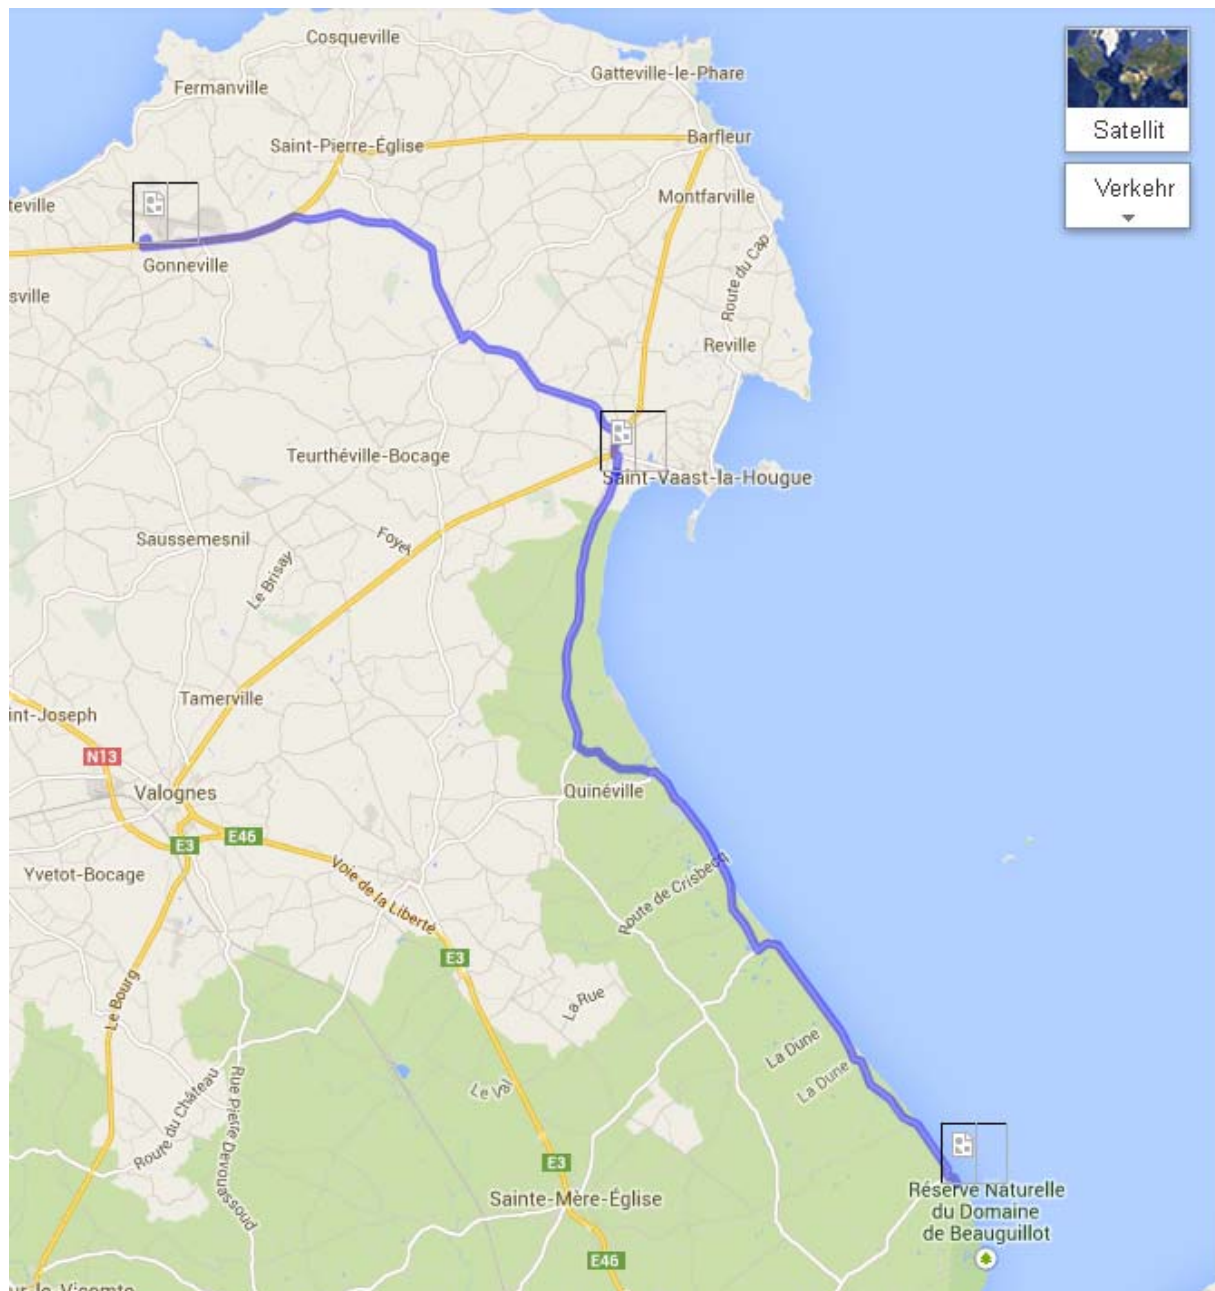 Cosqueville
Gatteville-le-Phare
Fermanville
Satellit
Saint-Pierre-Église
Barfleur
Verkehr
Montfarville
teville
Route du Cap
Gonneville
sville
Reville
Teurthéville-Bocage
Saint-Vaast-la-Hougue
Saussemesnil
Foyer
Le Brisay
Tamerville
int-Joseph
N13
Valognes
Quinéville
E46
E3
Voie de la Liberté
Yvetot-Bocage
Route de Crisbecq
E3
Le Bourg
La Rue
La Dune
La Dune
Le Val
Route du Château
Rue Pierre Devouassoud
E3
Sainte-Mère-Église
Réserve Naturelle
du Domaine
de Beauguillot
E46